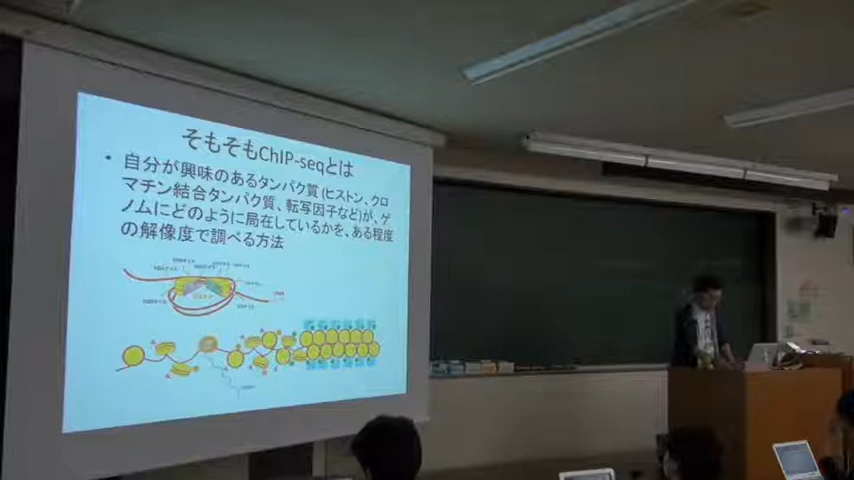 そもそもChIP-seqとは
・自分が興味のあるタンパク質 (ヒストン、クロ
マチン結合タンパク質、転写因子など)が、ゲ
ノムにどのように局在しているかを、ある程度
の解像度で調べる方法